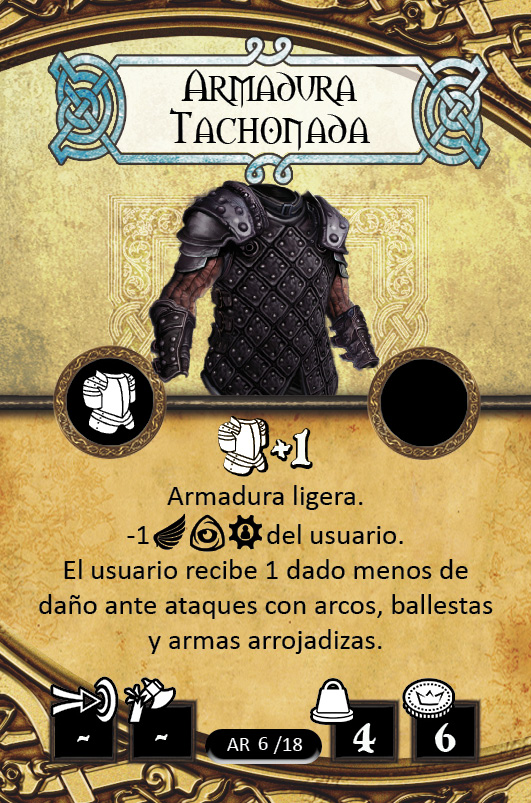 Armadura
Tachonada
+1
Armadura ligera.
-1 del usuario.
El usuario recibe 1 dado menos de
daño ante ataques con arcos, ballestas
y armas arrojadizas.
~ ~ AR 6 /18 4 6